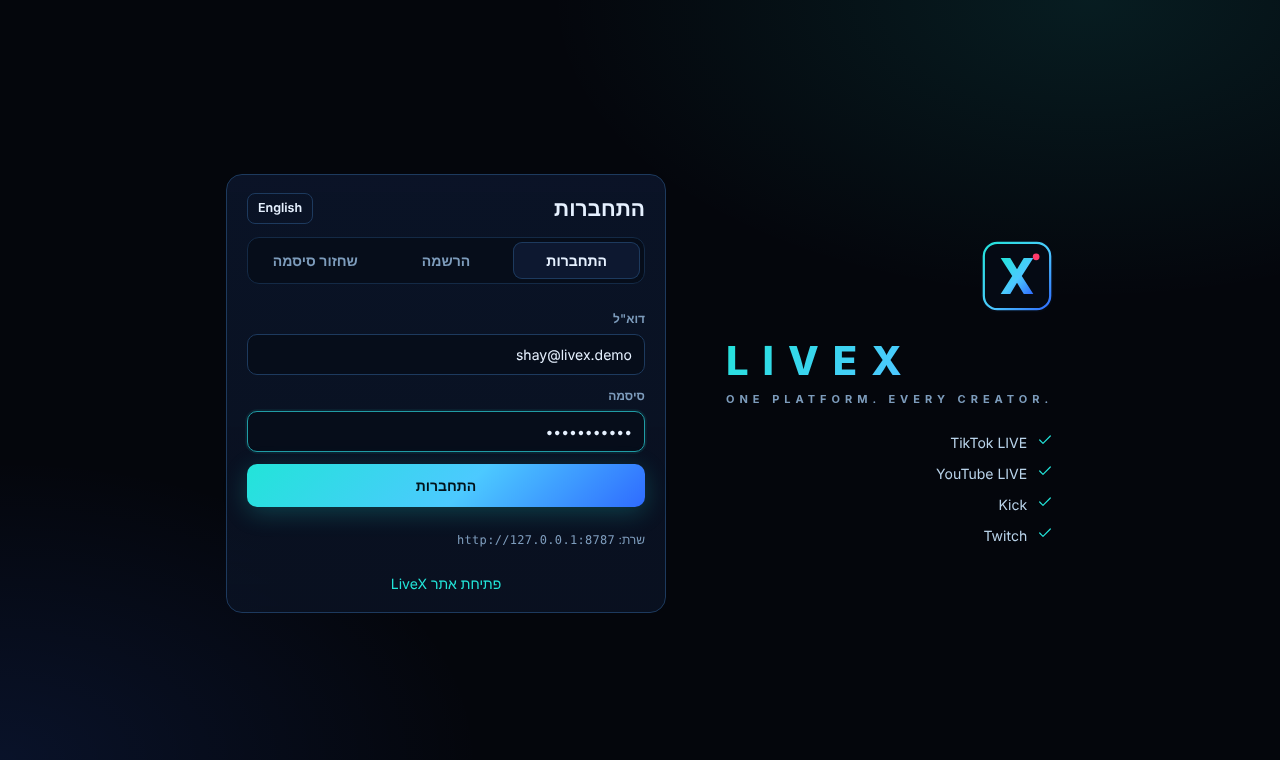 X
LIVEX
ONE PLATFORM. EVERY CREATOR.
TikTok LIVE
YouTube LIVE
Kick
Twitch
התחברות
English
התחברות
הרשמה
שחזור סיסמה
דוא"ל
shay@livex.demo
סיסמה
•••••••••••
התחברות
שרת: http://127.0.0.1:8787
פתיחת אתר LiveX